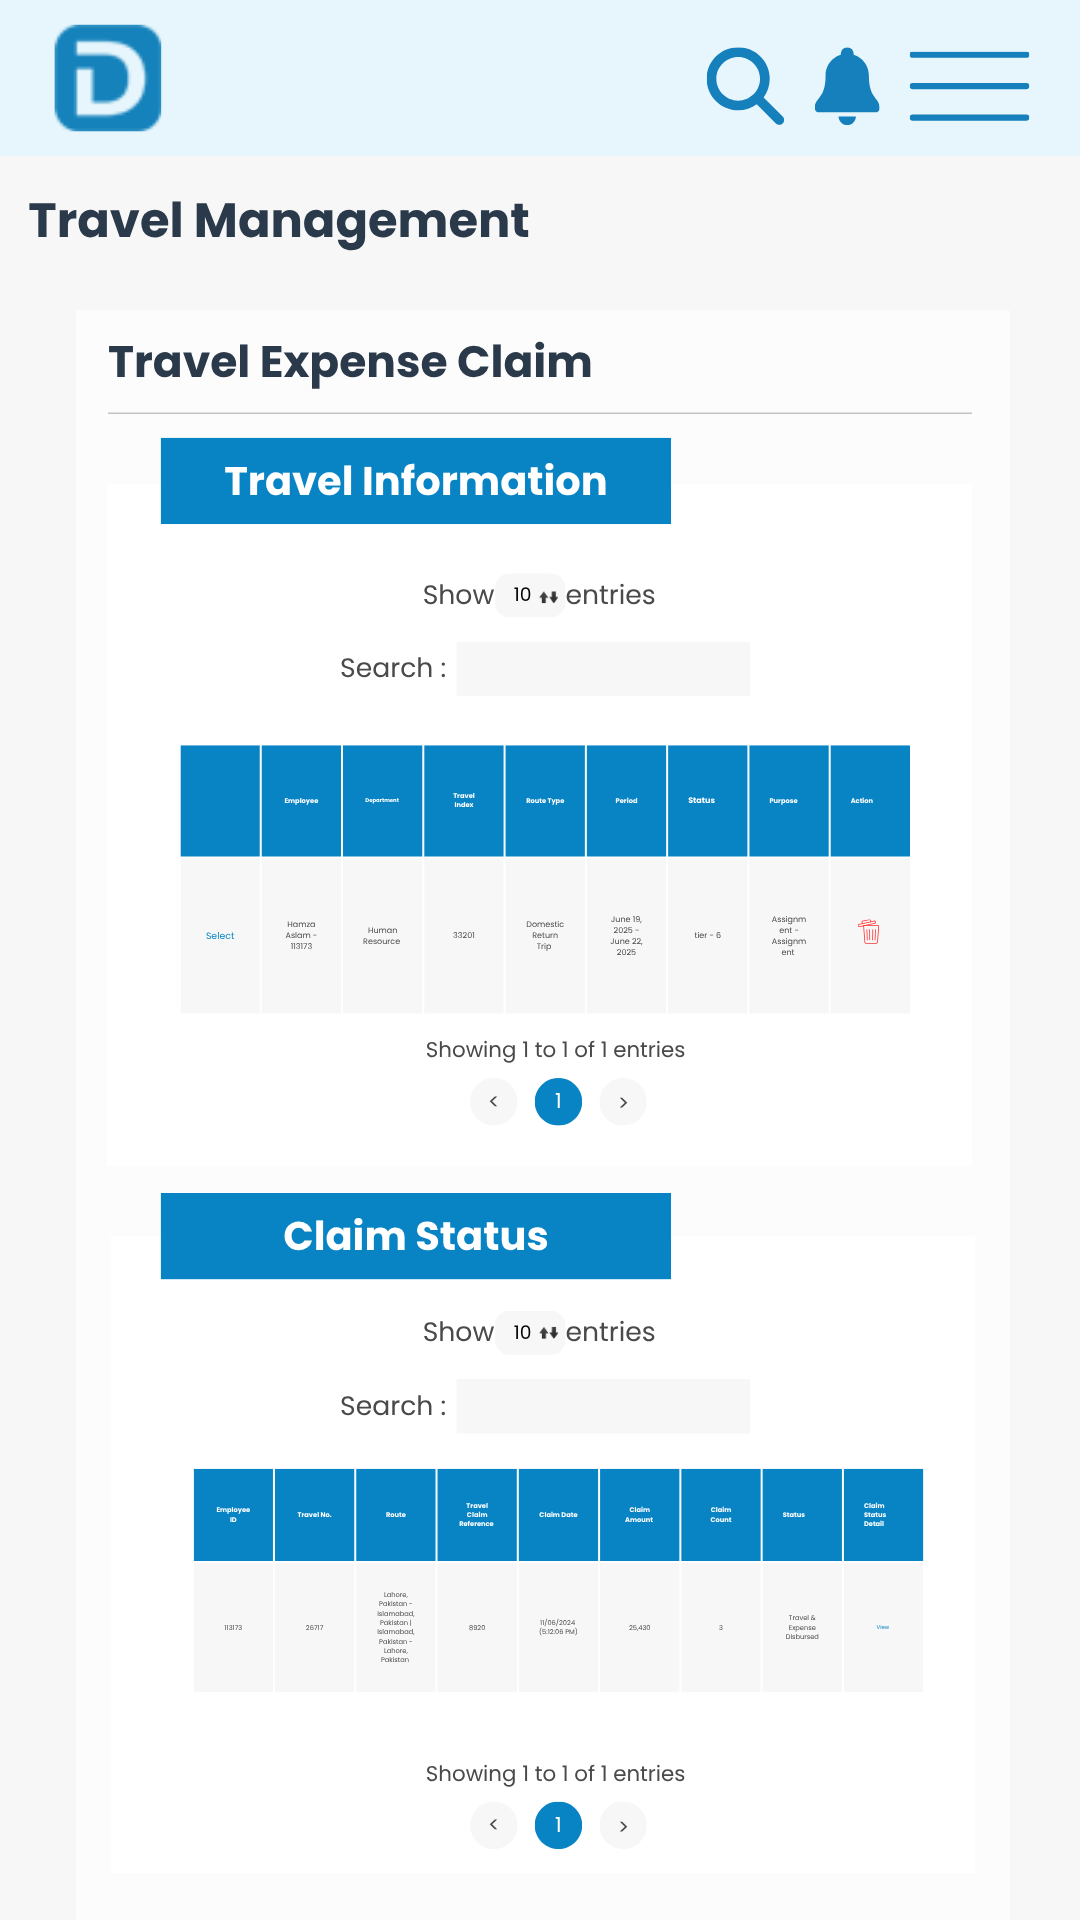 D
Travel Management
Travel Expense Claim
Travel Information
Show 10 entries
Search :
Employee Department Travel Index Route Type Period Status Purpose Action
Select
Hamza
Aslam -
113173
Human
Resource
33201
Domestic
Return
Trip
June 19,
2025 -
June 22,
2025
tier - 6
Assignm
ent -
Assignm
ent
Showing 1 to 1 of 1 entries
< 1 >
Claim Status
Show 10 entries
Search :
Employee ID Travel No. Route Travel Claim Reference Claim Date Claim Amount Claim Count Status Claim Status Detail
113173
26717
Lahore,
Pakistan -
Islamabad,
Pakistan |
Islamabad,
Pakistan -
Lahore,
Pakistan
8920
11/06/2024
(5:12:06 PM)
25,430
3
Travel &
Expense
Disbursed
View
Showing 1 to 1 of 1 entries
< 1 >